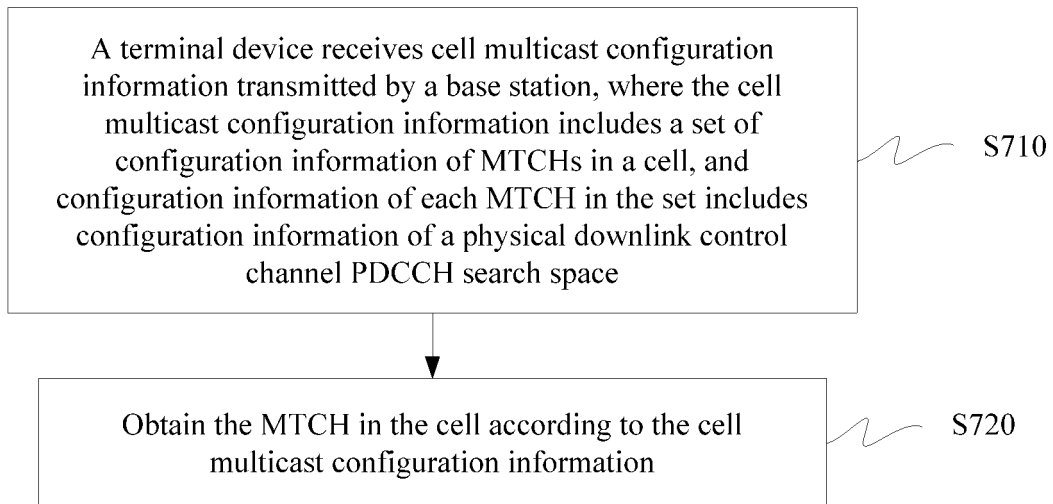 A terminal device receives cell multicast configuration
information transmitted by a base station, where the cell
multicast configuration information includes a set of
configuration information of MTCHs in a cell, and
configuration information of each MTCH in the set includes
configuration information of a physical downlink control
channel PDCCH search space
S710
Obtain the MTCH in the cell according to the cell
multicast configuration information
S720